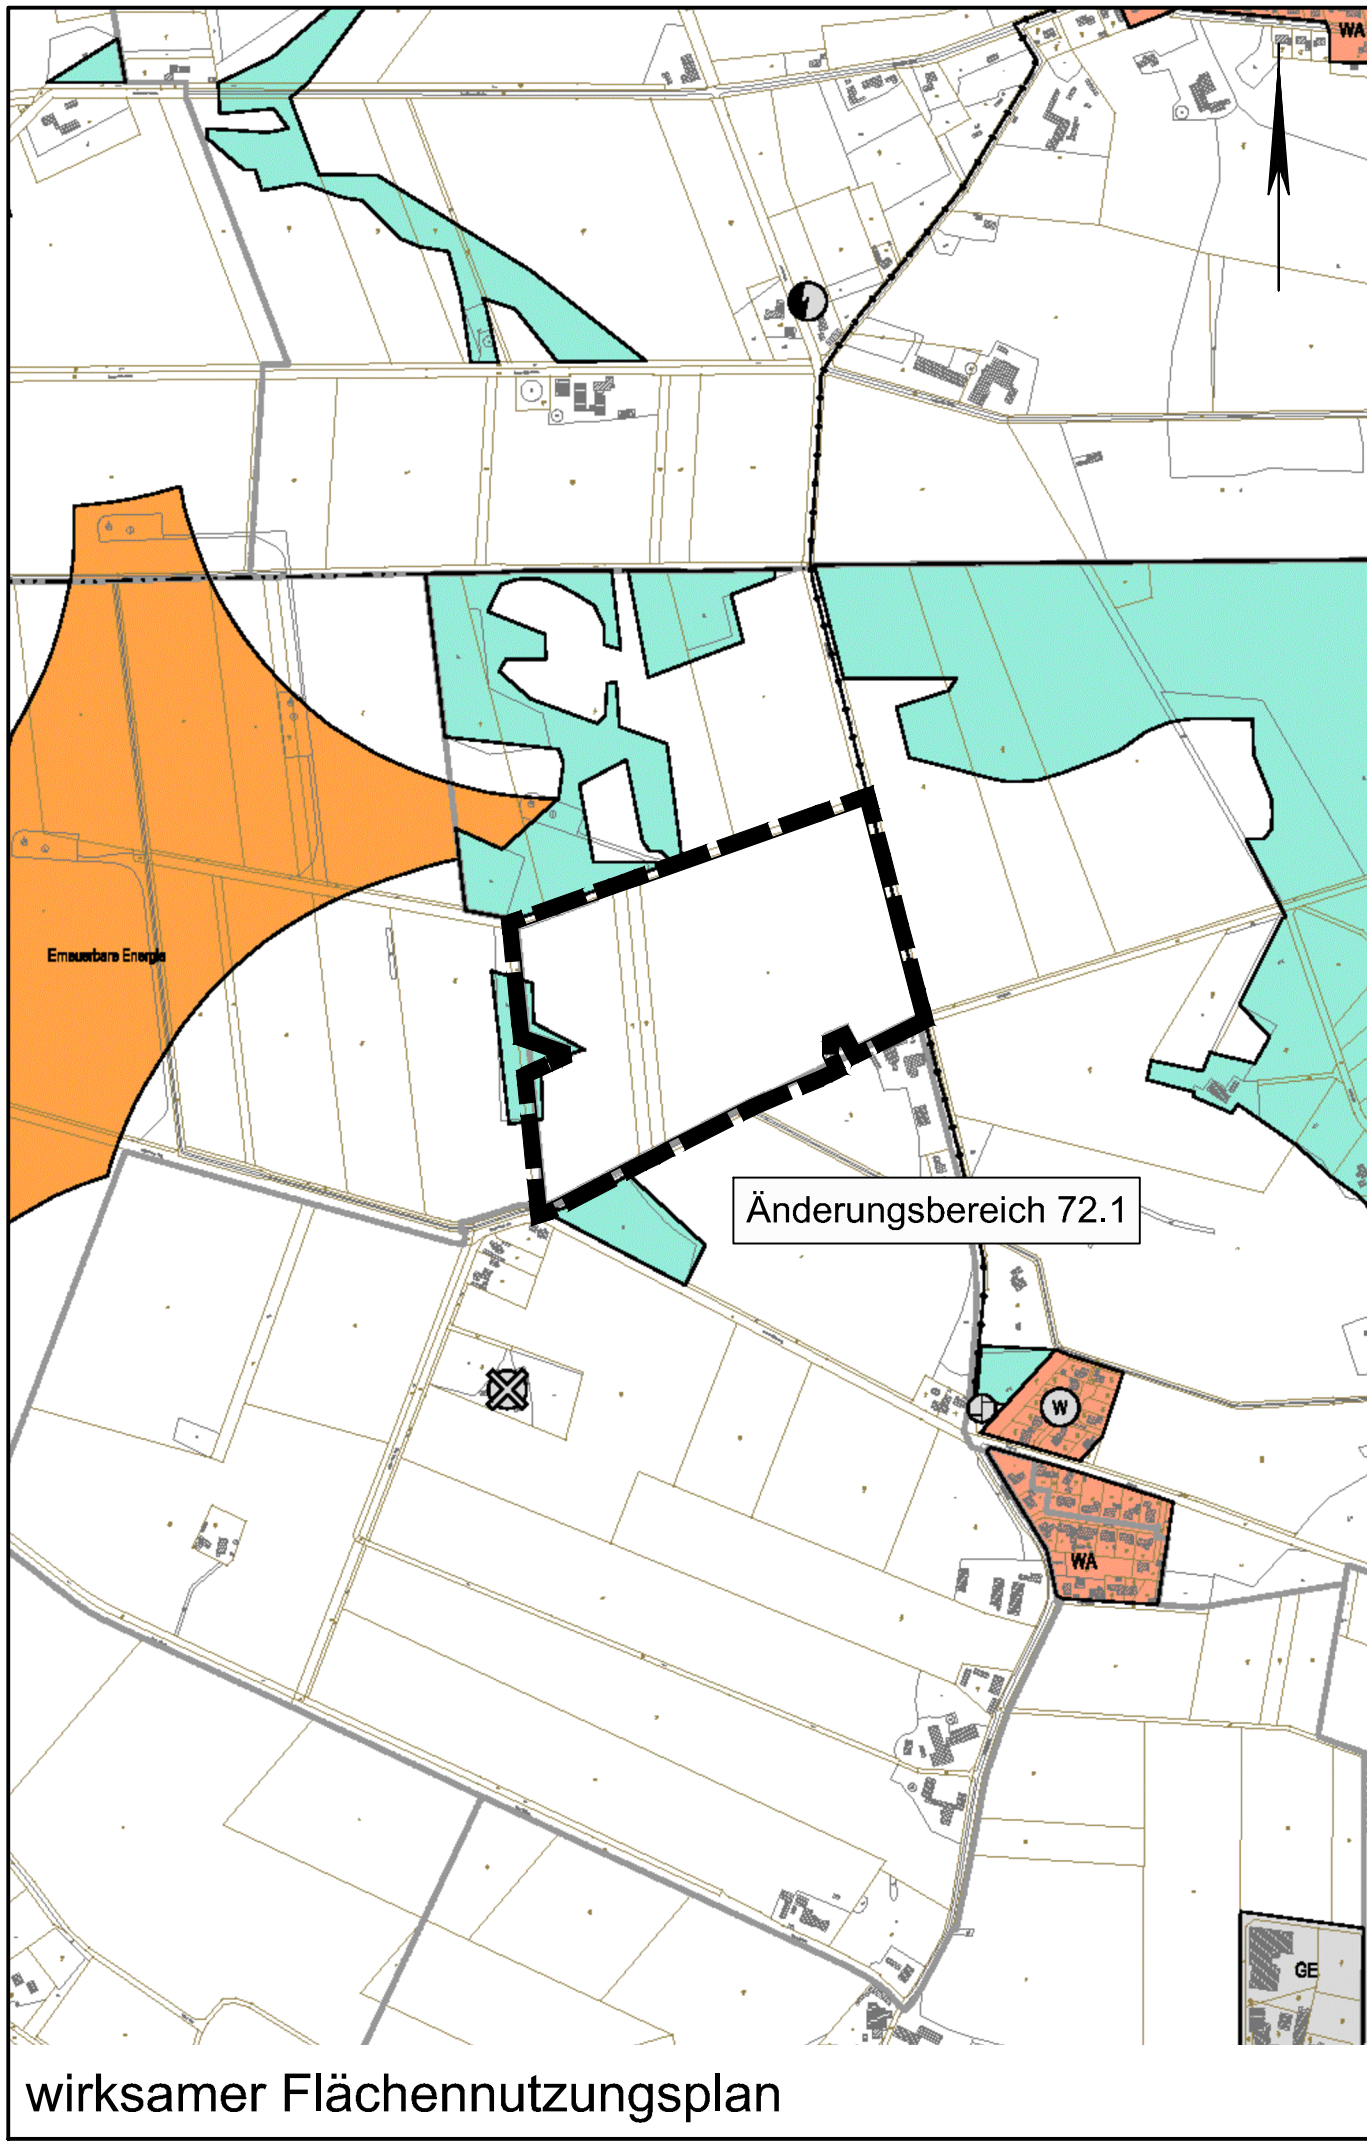 WA
Erneuerbare Energie
Änderungsbereich 72.1
W
WA
GE
wirksamer Flächennutzungsplan